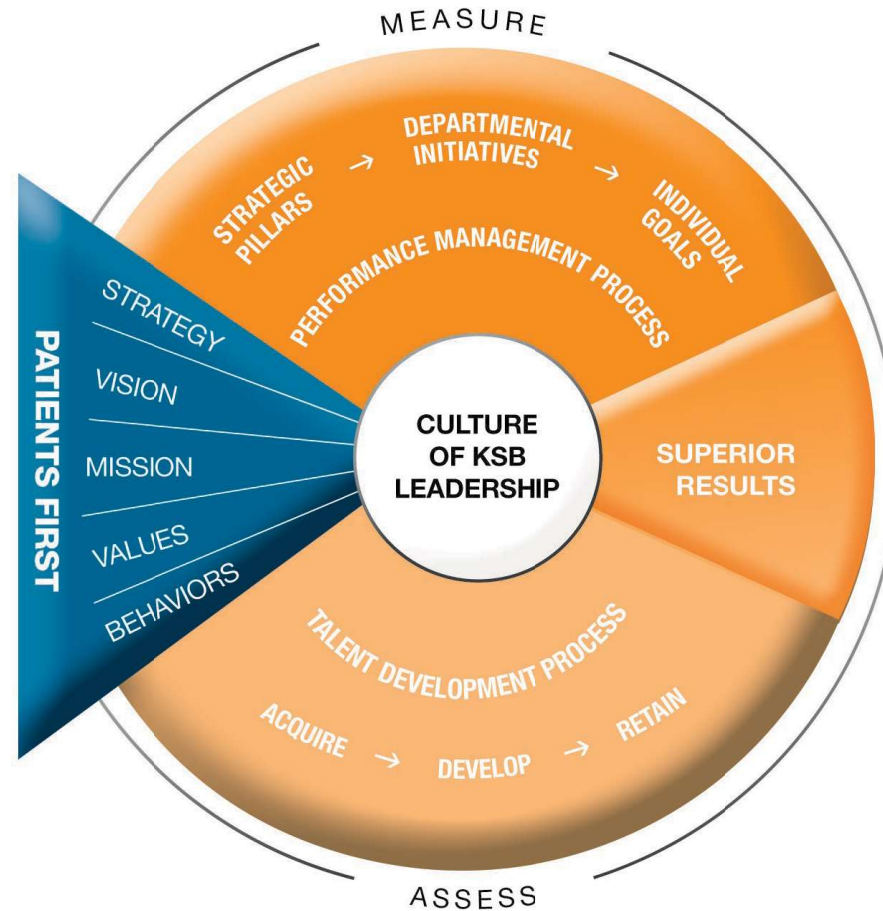 MEASURE
STRATEGIC
PILLARS
→
DEPARTMENTAL
INITIATIVES
→
INDIVIDUAL
GOALS
PERFORMANCE MANAGEMENT PROCESS
PATIENTS FIRST
STRATEGY
VISION
MISSION
VALUES
BEHAVIORS
CULTURE
OF KSB
LEADERSHIP
SUPERIOR
RESULTS
TALENT DEVELOPMENT PROCESS
ACQUIRE → DEVELOP → RETAIN
ASSESS